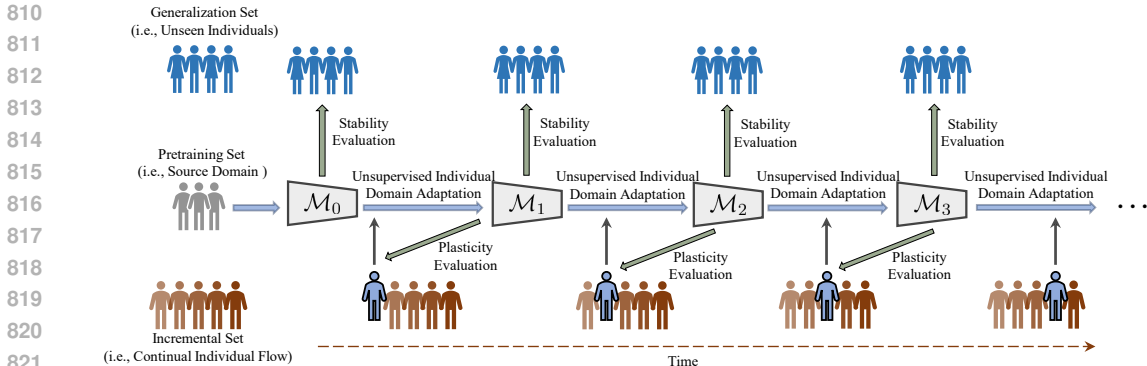 810
811
812
813
814
815
816
817
818
819
820
821
Generalization Set
(i.e., Unseen Individuals)
Stability
Evaluation
Stability
Evaluation
Stability
Evaluation
Stability
Evaluation
Pretraining Set
(i.e., Source Domain )
Unsupervised Individual
Domain Adaptation
Unsupervised Individual
Domain Adaptation
Unsupervised Individual
Domain Adaptation
Unsupervised Individual
Domain Adaptation
M₀
M₁
M₂
M₃
...
Plasticity
Evaluation
Plasticity
Evaluation
Plasticity
Evaluation
Incremental Set
(i.e., Continual Individual Flow)
Time